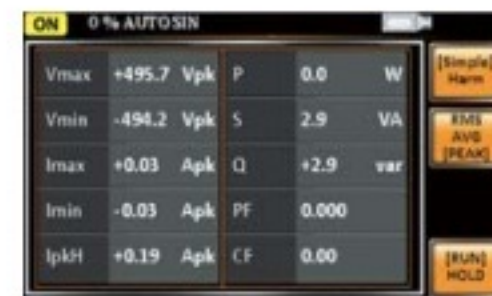 ON 0 % AUTOSIN
Vmax +495.7 Vpk P 0.0 W
Vmin -494.2 Vpk S 2.9 VA
Imax +0.03 Apk Q +2.9 var
Imin -0.03 Apk PF 0.000
IpkH +0.19 Apk CF 0.00
[Simple]
Harm
RMS
AVG
[PEAK]
[RUN]
HOLD